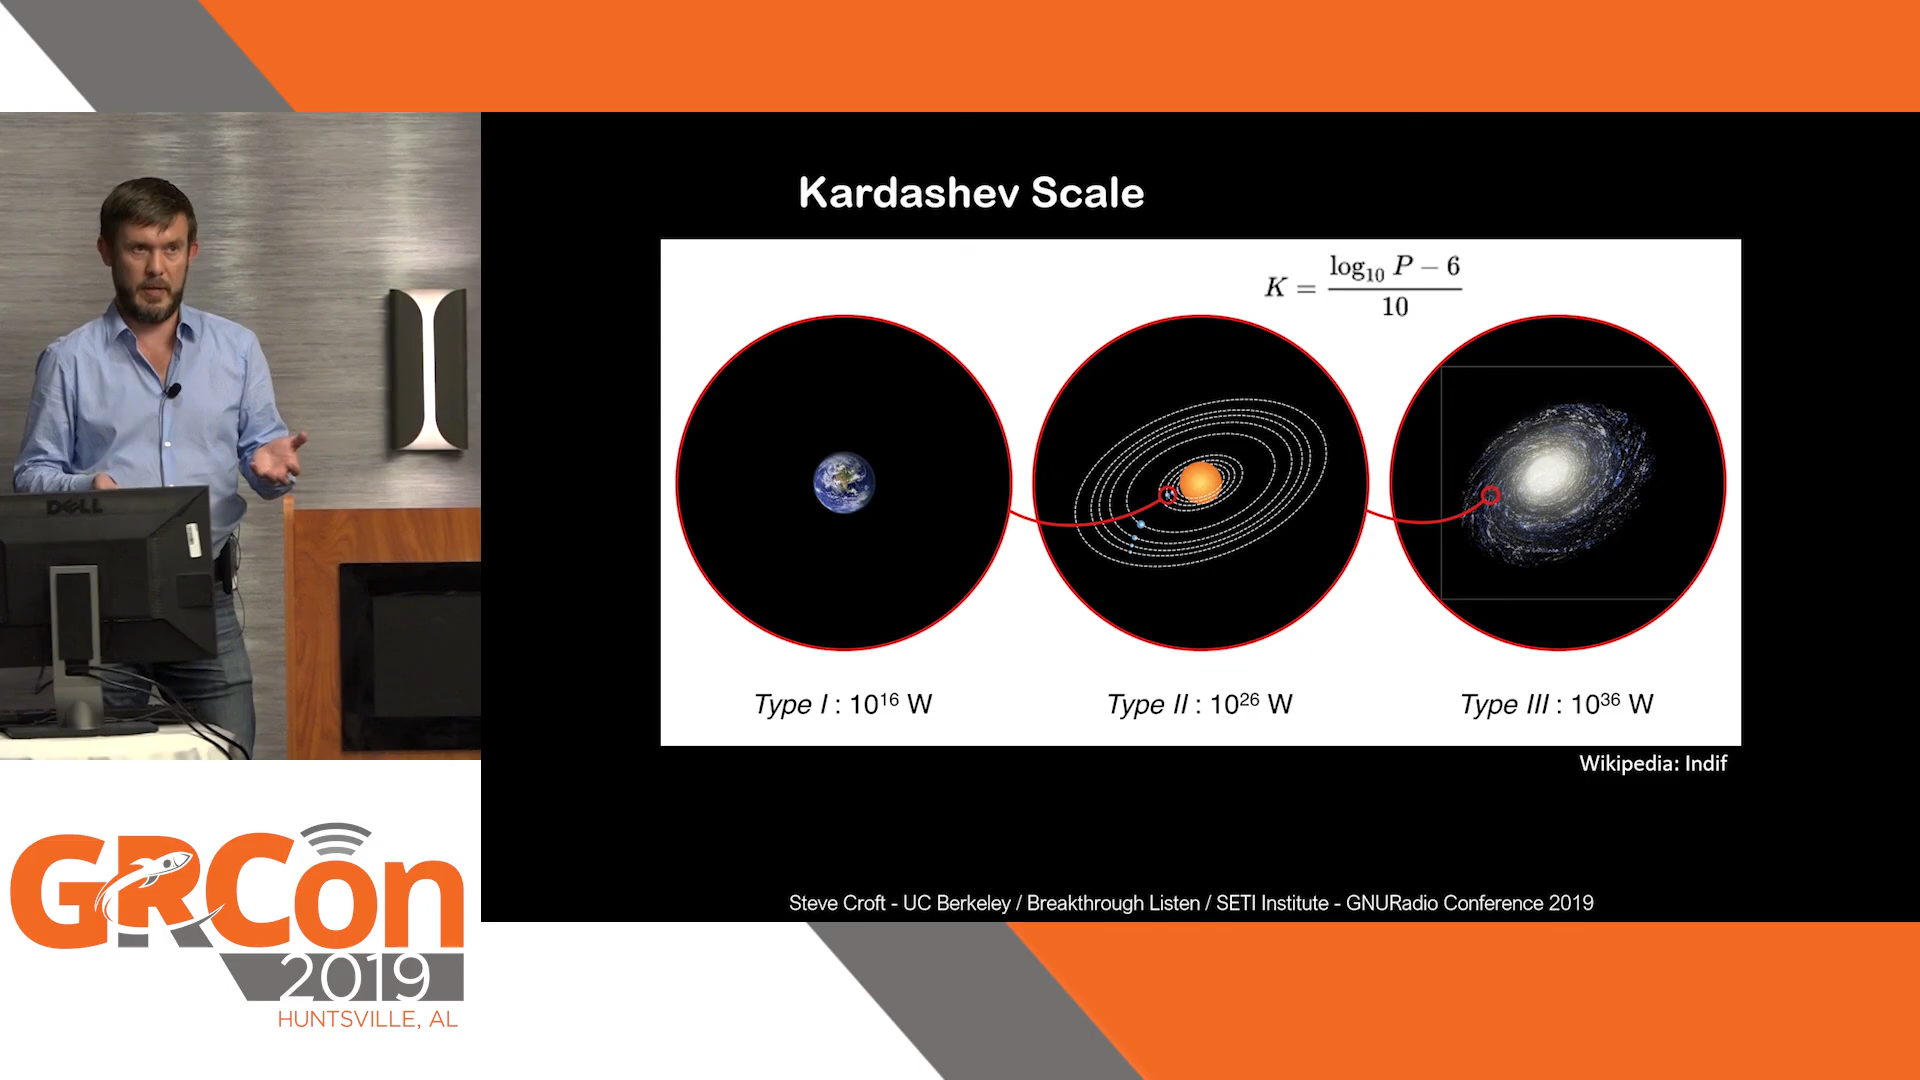 Kardashev Scale
K = log₁₀ P − 6 / 10
Type I : 10¹⁶ W
Type II : 10²⁶ W
Type III : 10³⁶ W
Wikipedia: Indif
Steve Croft - UC Berkeley / Breakthrough Listen / SETI Institute - GNURadio Conference 2019
DELL
GRCon
2019
HUNTSVILLE, AL